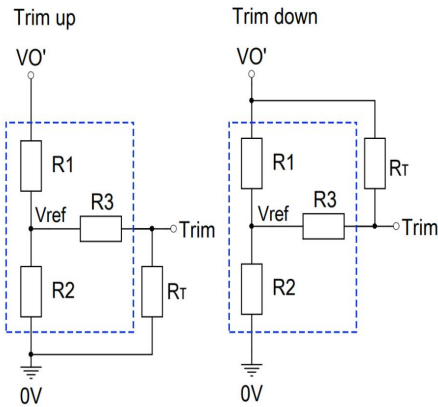 Trim up
VO'
R1
Vref
R3
Trim
R2
RT
0V
Trim down
VO'
R1
RT
Vref
R3
Trim
R2
0V